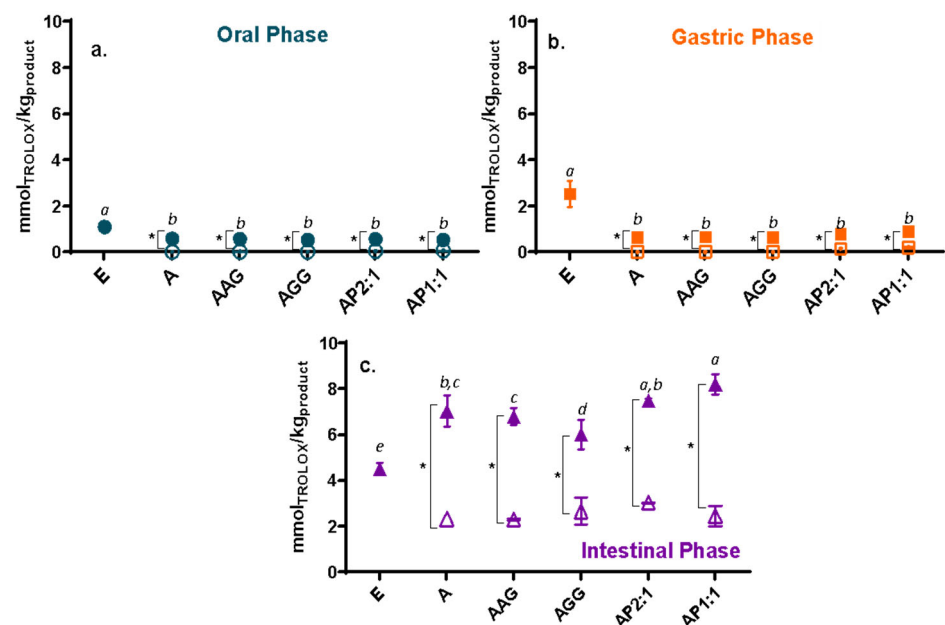 a.
Oral Phase
mmolTROLOX/kgproduct
10
8
6
4
2
0
a
b
b
b
b
b
*
*
*
*
*
E
A
AAG
AGG
AP2:1
AP1:1
b.
Gastric Phase
mmolTROLOX/kgproduct
10
8
6
4
2
0
a
b
b
b
b
b
*
*
*
*
*
E
A
AAG
AGG
AP2:1
AP1:1
c.
mmolTROLOX/kgproduct
10
8
6
4
2
0
e
b,c
c
d
a,b
a
*
*
*
*
*
Intestinal Phase
E
A
AAG
AGG
AP2:1
AP1:1